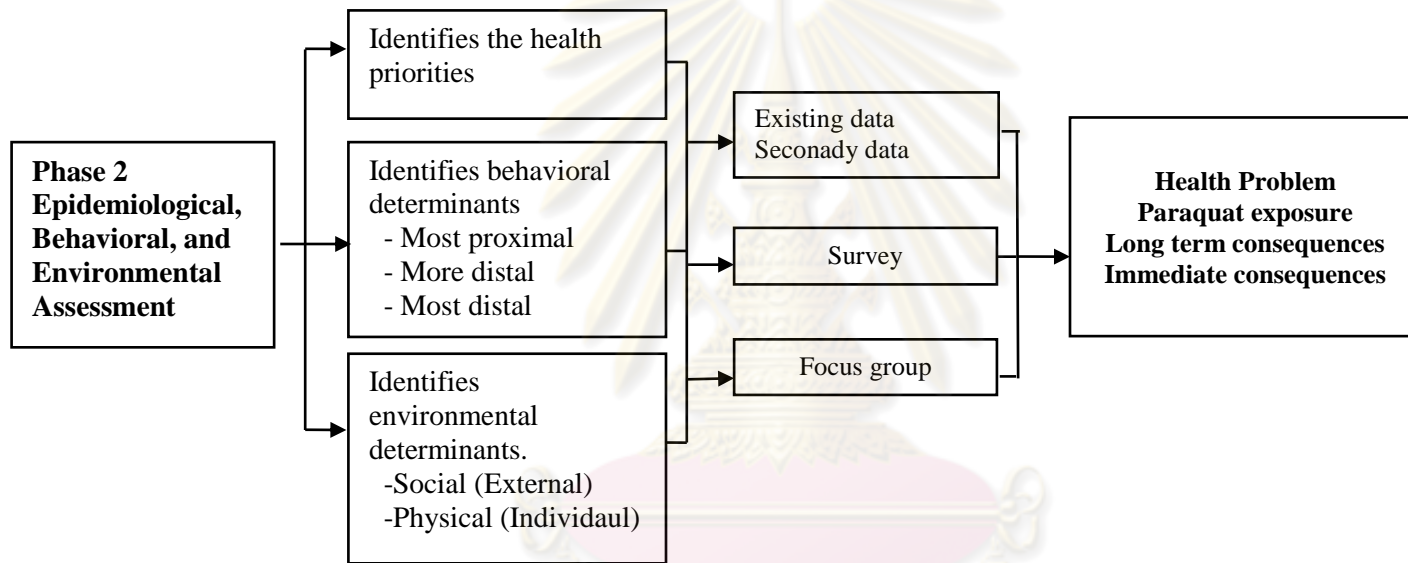 Phase 2
Epidemiological,
Behavioral, and
Environmental
Assessment
Identifies the health
priorities
Identifies behavioral
determinants
- Most proximal
- More distal
- Most distal
Identifies
environmental
determinants.
-Social (External)
-Physical (Individaul)
Existing data
Seconady data
Survey
Focus group
Health Problem
Paraquat exposure
Long term consequences
Immediate consequences